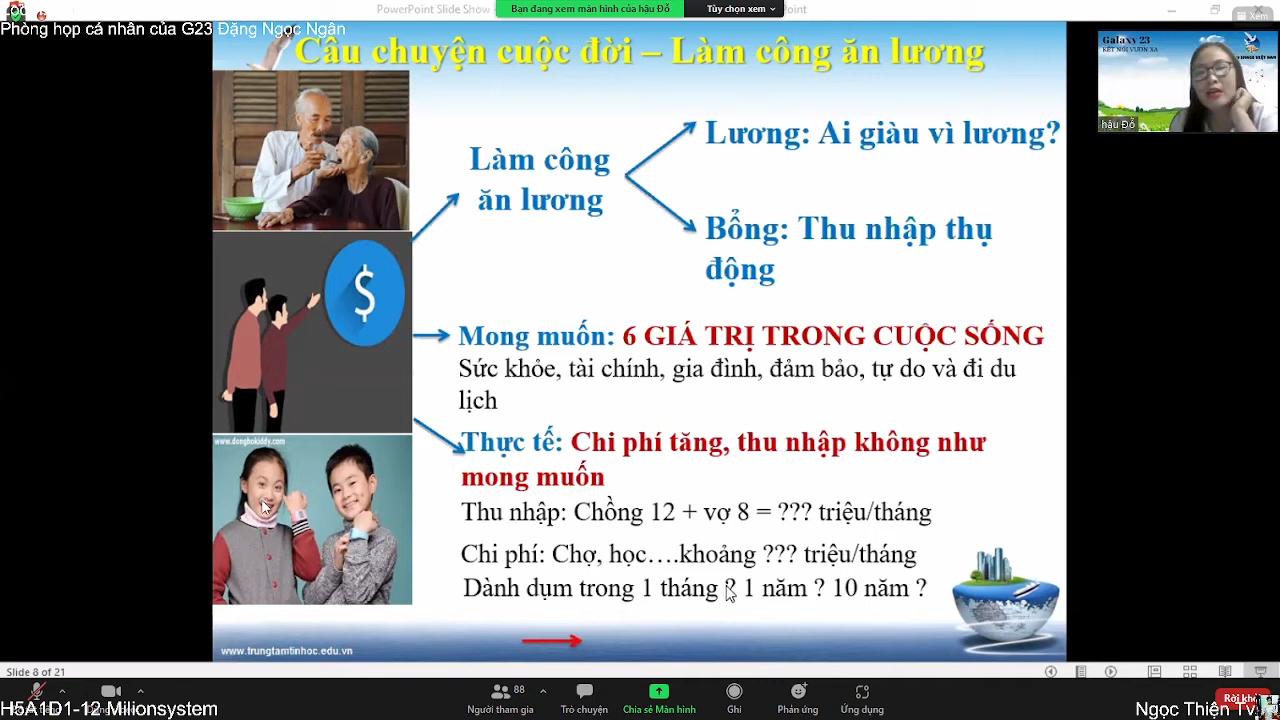 PowerPoint Slide Show
Bạn đang xem màn hình của hậu Đỗ
Tùy chọn xem
Xem
Phòng họp cá nhân của G23 Đặng Ngọc Ngân
Câu chuyện cuộc đời – Làm công ăn lương
Galaxy 23
KẾT NỐI VƯƠN XA
hậu Đỗ
Làm công
ăn lương
Lương: Ai giàu vì lương?
Bổng: Thu nhập thụ
động
$
Mong muốn: 6 GIÁ TRỊ TRONG CUỘC SỐNG
Sức khỏe, tài chính, gia đình, đảm bảo, tự do và đi du
lịch
www.donghokiddy.com
Thực tế: Chi phí tăng, thu nhập không như
mong muốn
Thu nhập: Chồng 12 + vợ 8 = ??? triệu/tháng
Chi phí: Chợ, học….khoảng ??? triệu/tháng
Dành dụm trong 1 tháng ? 1 năm ? 10 năm ?
www.trungtamtinhoc.edu.vn
Slide 8 of 21
88
Người tham gia
Trò chuyện
Chia sẻ Màn hình
Ghi
Phản ứng
Ứng dụng
H5A1D1-12 Milionsystem
Ngọc Thiện Tv